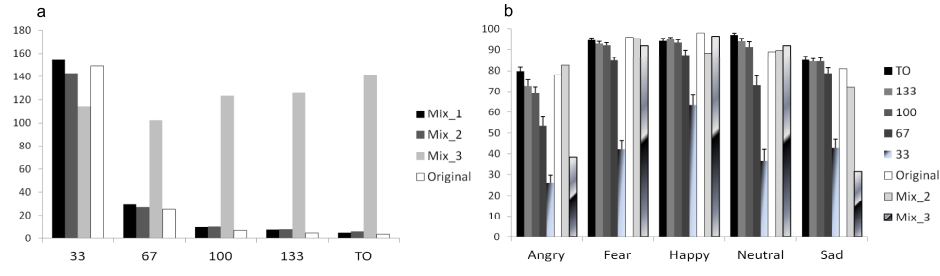 a
180
160
140
120
100
80
60
40
20
0
33 67 100 133 TO
Mix_1
Mix_2
Mix_3
Original
b
100
90
80
70
60
50
40
30
20
10
0
Angry Fear Happy Neutral Sad
TO
133
100
67
33
Original
Mix_2
Mix_3